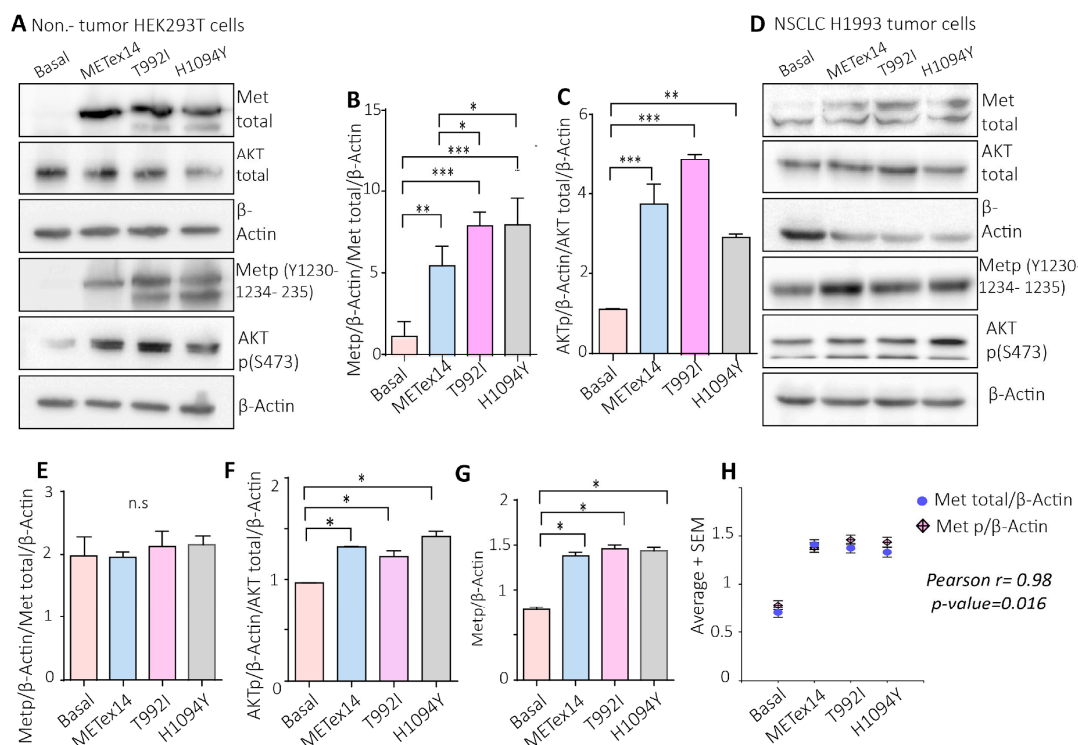 A Non.- tumor HEK293T cells
Basal
METex14
T992I
H1094Y
Met
total
AKT
total
β-
Actin
Metp (Y1230-
1234- 235)
AKT
p(S473)
β-Actin
B
Metp/β-Actin/Met total/β-Actin
15
10
5
0
*
*
***
***
**
Basal
METex14
T992I
H1094Y
C
AKTp/β-Actin/AKT total/β-Actin
6
4
2
0
**
***
***
Basal
METex14
T992I
H1094Y
D NSCLC H1993 tumor cells
Basal
METex14
T992I
H1094Y
Met
total
AKT
total
β-
Actin
Metp (Y1230-
1234- 1235)
AKT
p(S473)
β-Actin
E
Metp/β-Actin/Met total/β-Actin
3
2
1
0
n.s
Basal
METex14
T992I
H1094Y
F
AKTp/β-Actin/AKT total/β-Actin
2
1
0
*
*
*
Basal
METex14
T992I
H1094Y
G
Metp/β-Actin
2
1.5
1
0
*
*
*
Basal
METex14
T992I
H1094Y
H
Average + SEM
1.5
1
1.5
0
Basal
METex14
T992I
H1094Y
Met total/β-Actin
Met p/β-Actin
Pearson r= 0.98
p-value=0.016